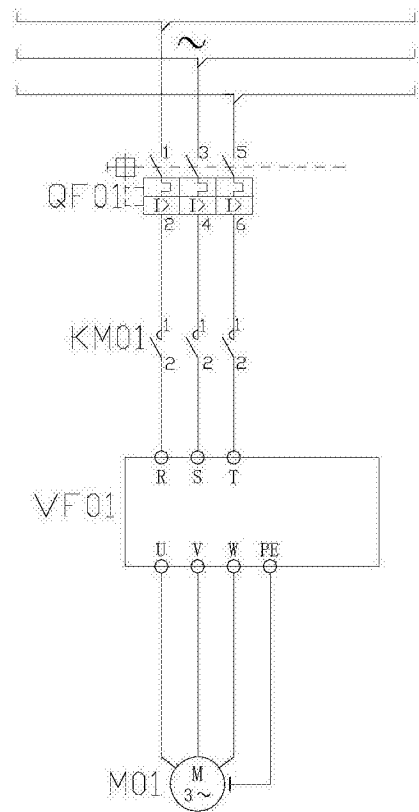 ~
1 3 5
QF01
I> I> I>
2 4 6
KM01 1 1 1
2 2 2
R S T
VF01
U V W PE
M01 M
3~